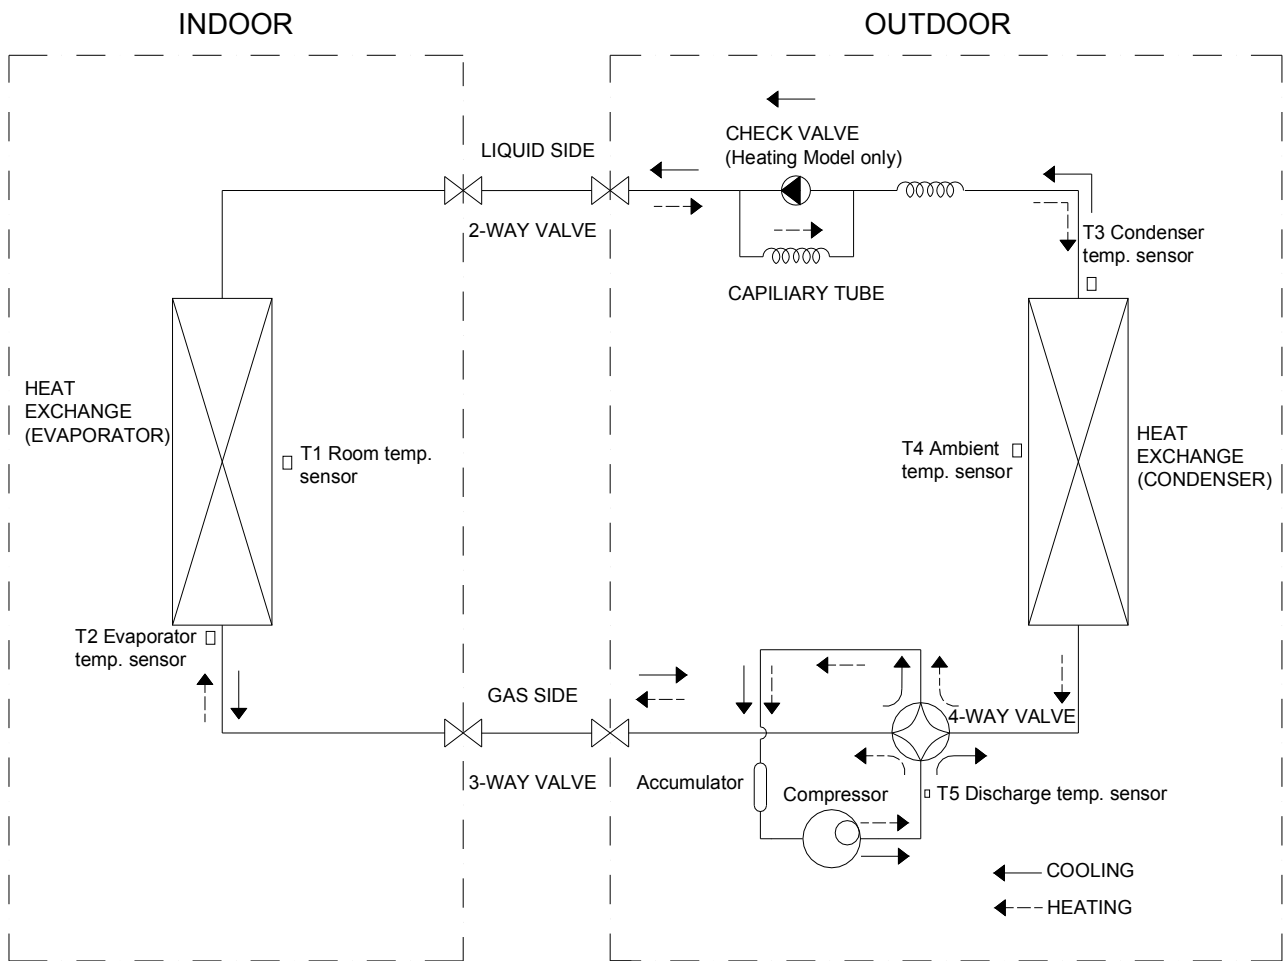 INDOOR
OUTDOOR
CHECK VALVE
(Heating Model only)
LIQUID SIDE
2-WAY VALVE
T3 Condenser
temp. sensor
CAPILIARY TUBE
HEAT
EXCHANGE
(EVAPORATOR)
T1 Room temp.
sensor
T4 Ambient
temp. sensor
HEAT
EXCHANGE
(CONDENSER)
T2 Evaporator
temp. sensor
GAS SIDE
4-WAY VALVE
3-WAY VALVE
Accumulator
Compressor
T5 Discharge temp. sensor
COOLING
HEATING